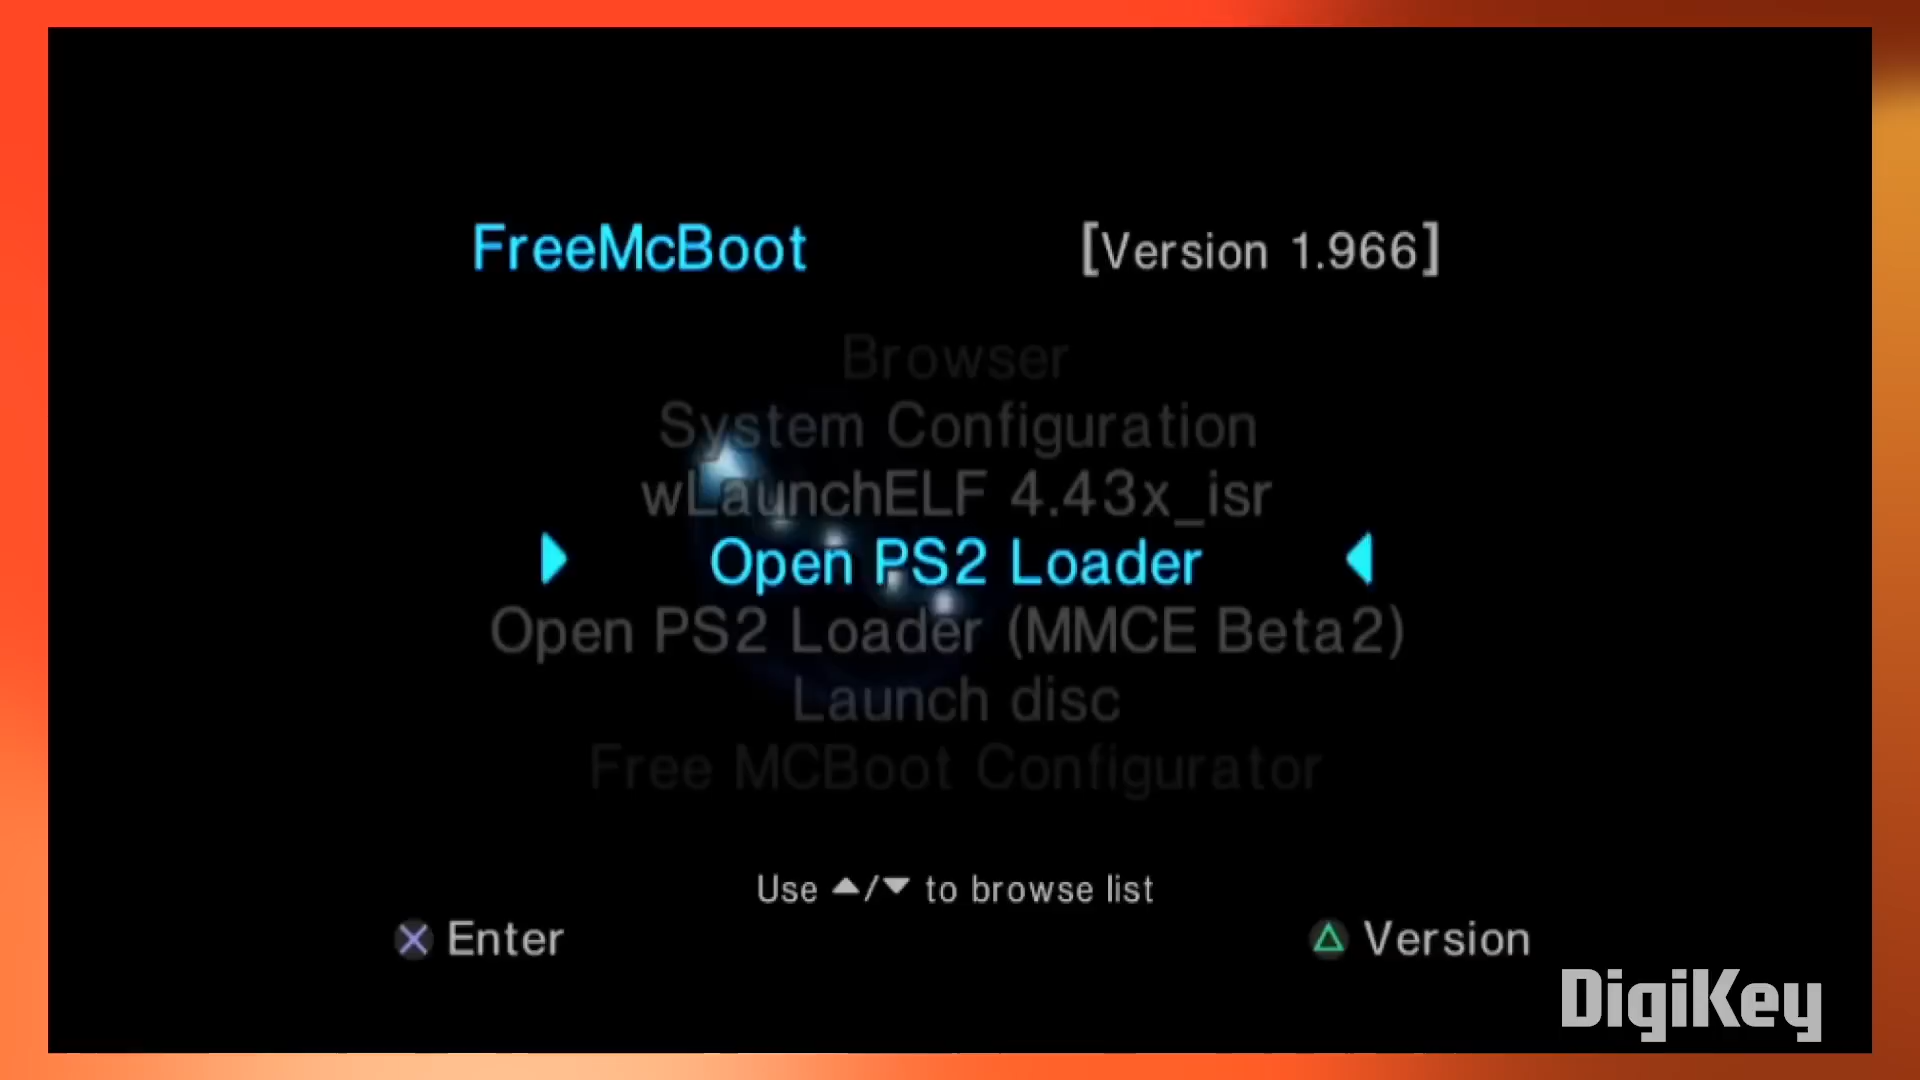 FreeMcBoot [Version 1.966]
Browser
System Configuration
wLaunchELF 4.43x_isr
Open PS2 Loader
Open PS2 Loader (MMCE Beta2)
Launch disc
Free MCBoot Configurator
Use ▲/▼ to browse list
Enter
Version
DigiKey